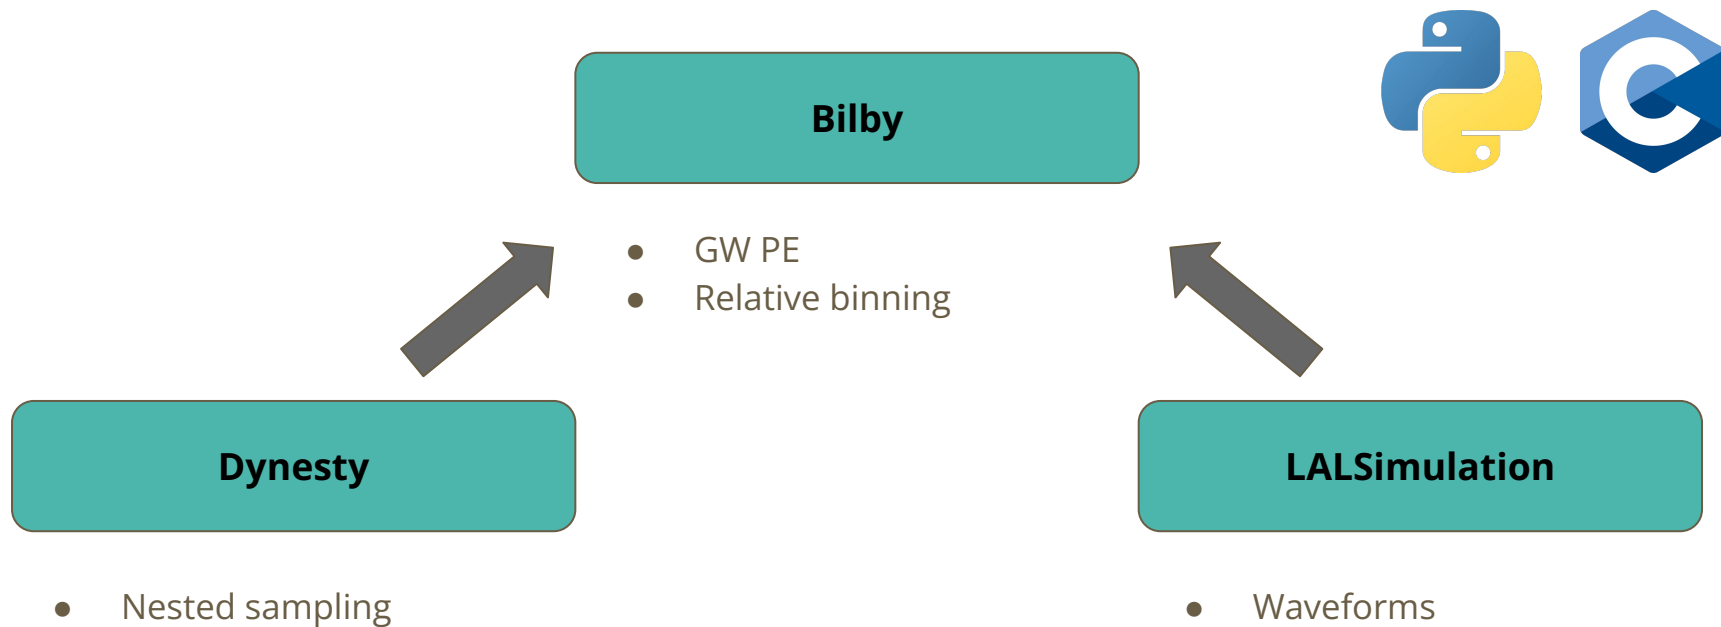 Bilby
● GW PE
● Relative binning
Dynesty
LALSimulation
● Nested sampling
● Waveforms